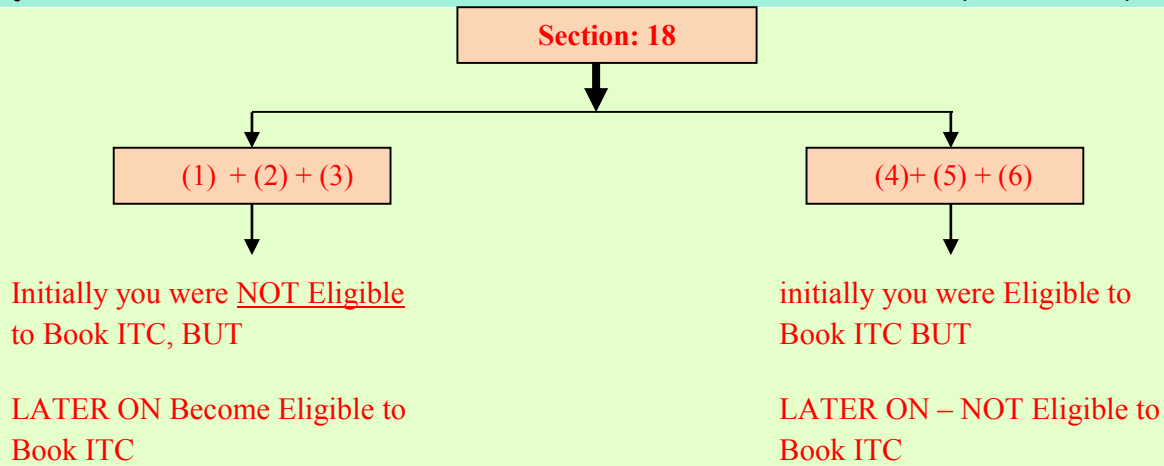 Section: 18
(1) + (2) + (3)
(4)+ (5) + (6)
Initially you were NOT Eligible
to Book ITC, BUT
LATER ON Become Eligible to
Book ITC
initially you were Eligible to
Book ITC BUT
LATER ON – NOT Eligible to
Book ITC